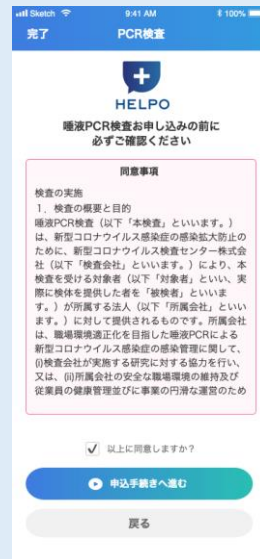 Sketch 9:41 AM 100%
完了 PCR検査
HELPO
唾液PCR検査お申し込みの前に
必ずご確認ください
同意事項
検査の実施
1．検査の概要と目的
唾液PCR検査（以下「本検査」といいます。）
は、新型コロナウイルス感染症の感染拡大防止の
ために、新型コロナウイルス検査センター株式会
社（以下「検査会社」といいます。）により、本
検査を受ける対象者（以下「対象者」といい、実
際に検体を提供した者を「被検者」といいま
す。）が所属する法人（以下「所属会社」といい
ます。）に対して提供されるものです。所属会社
は、職場環境適正化を目指した唾液PCRによる
新型コロナウイルス感染症の感染管理に関して、
(i)検査会社が実施する研究に対する協力を行い、
又は、(ii)所属会社の安全な職場環境の維持及び
従業員の健康管理並びに事業の円滑な運営のため
以上に同意しますか？
申込手続きへ進む
戻る